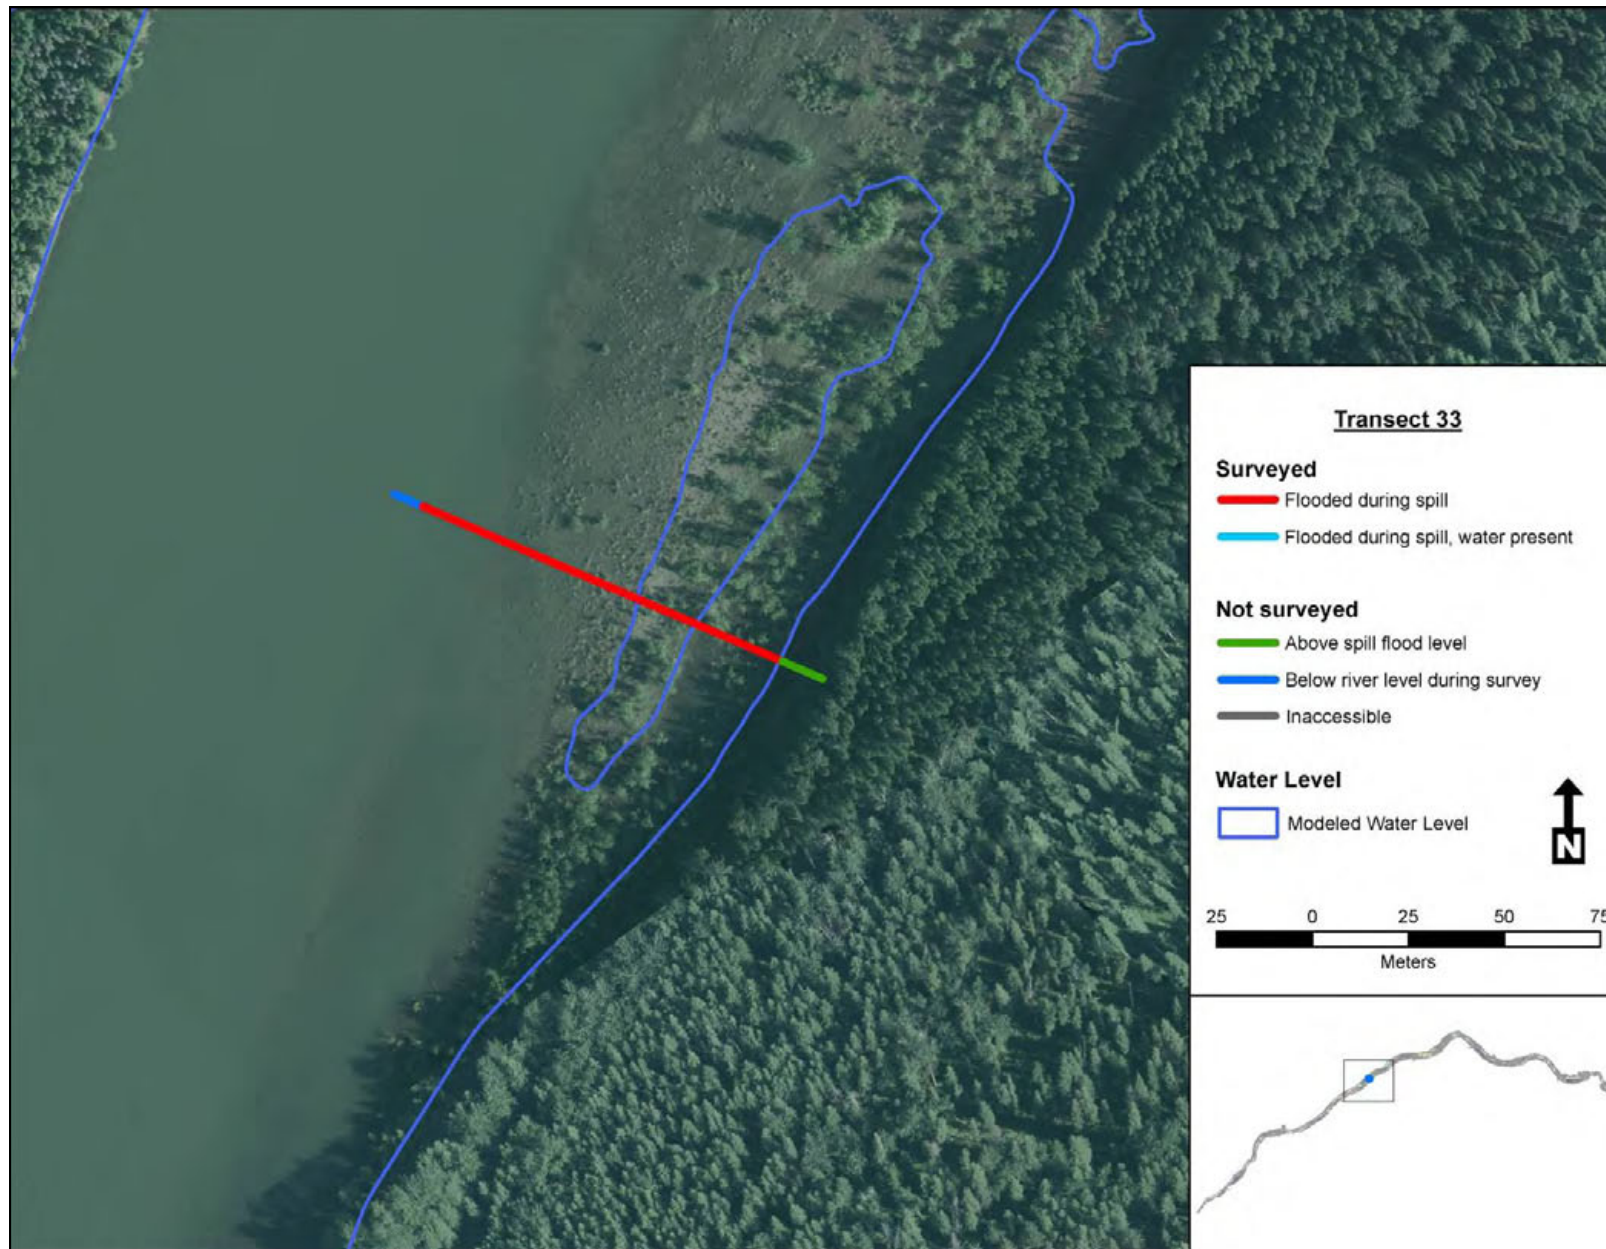 Transect 33
Surveyed
Flooded during spill
Flooded during spill, water present
Not surveyed
Above spill flood level
Below river level during survey
Inaccessible
Water Level
Modeled Water Level
N
25 0 25 50 75
Meters